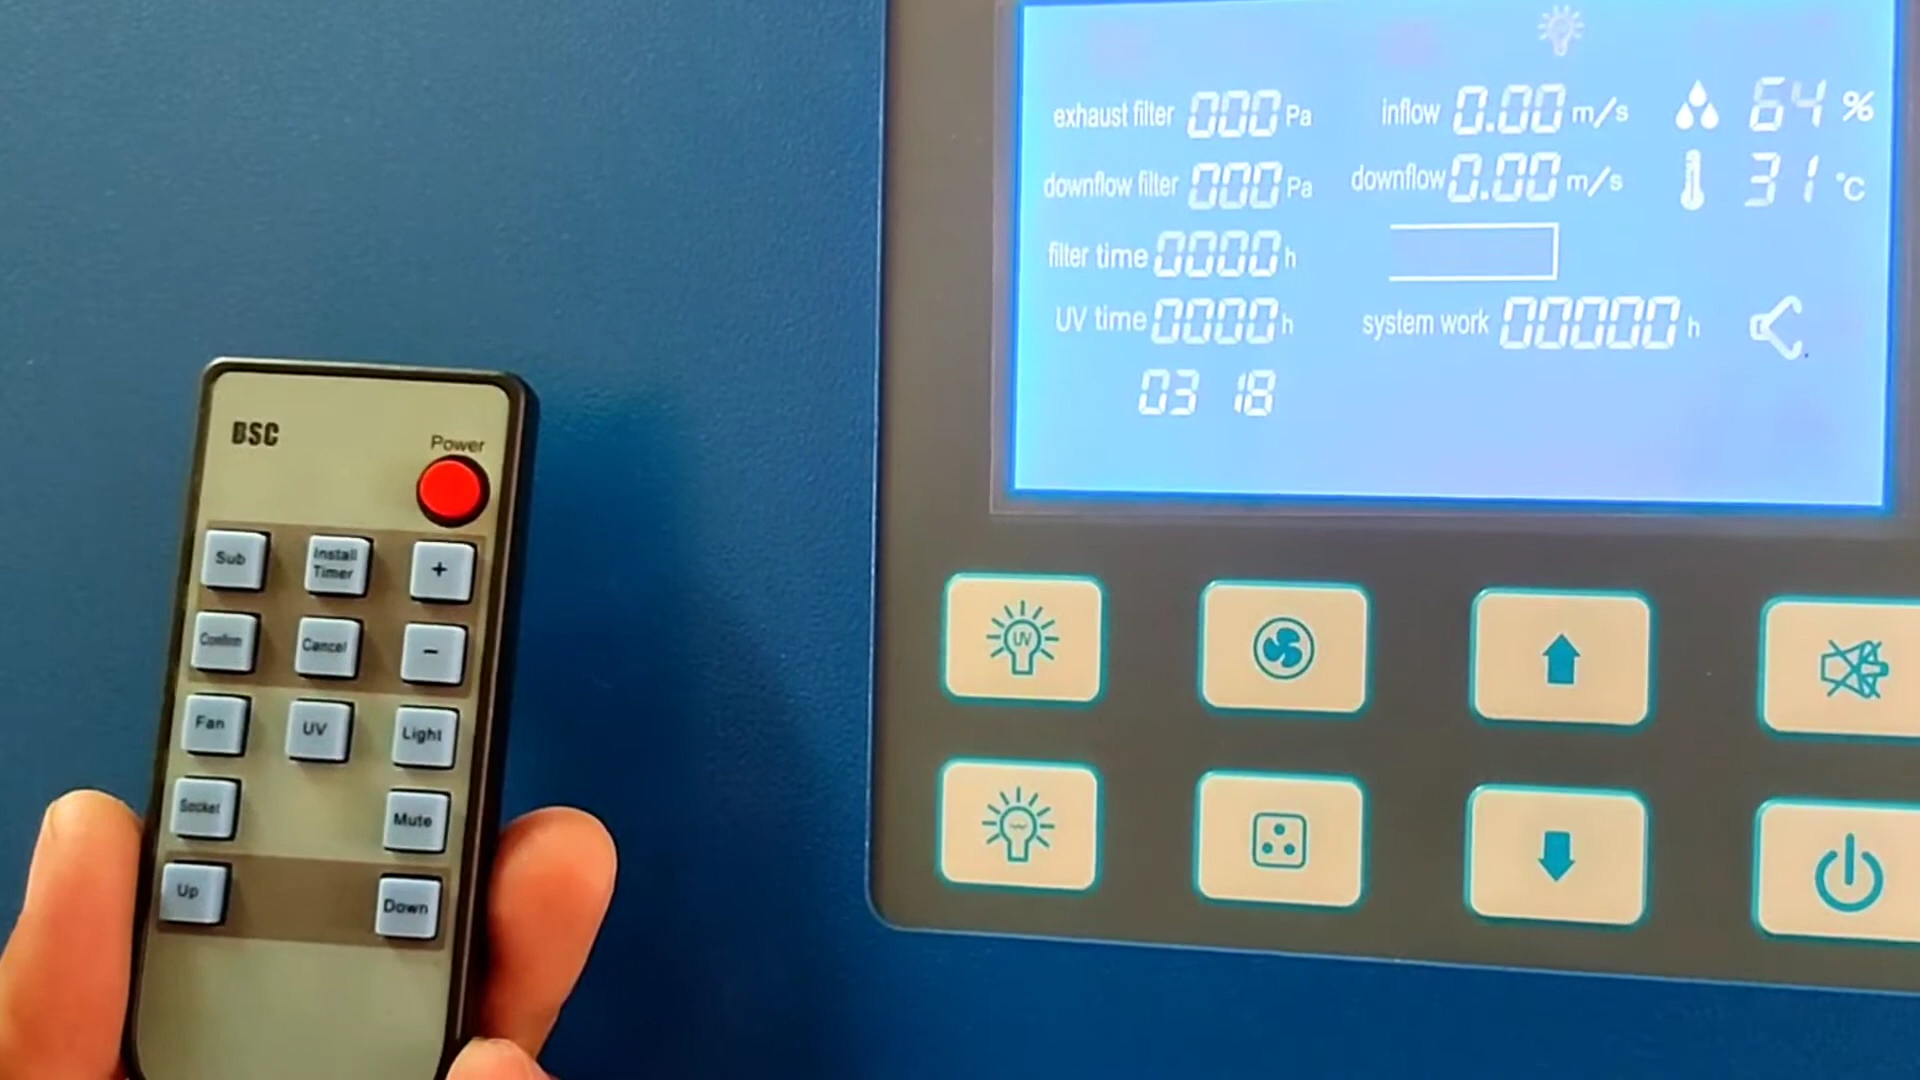 BSC
Power
Sub
Install
Timer
+
Confirm
Cancel
-
Fan
UV
Light
Socket
Mute
Up
Down
exhaust filter 000 Pa
inflow 0.00 m/s
64 %
downflow filter 000 Pa
downflow 0.00 m/s
31 °C
filter time 0000 h
UV time 0000 h
system work 00000 h
03 18
UV